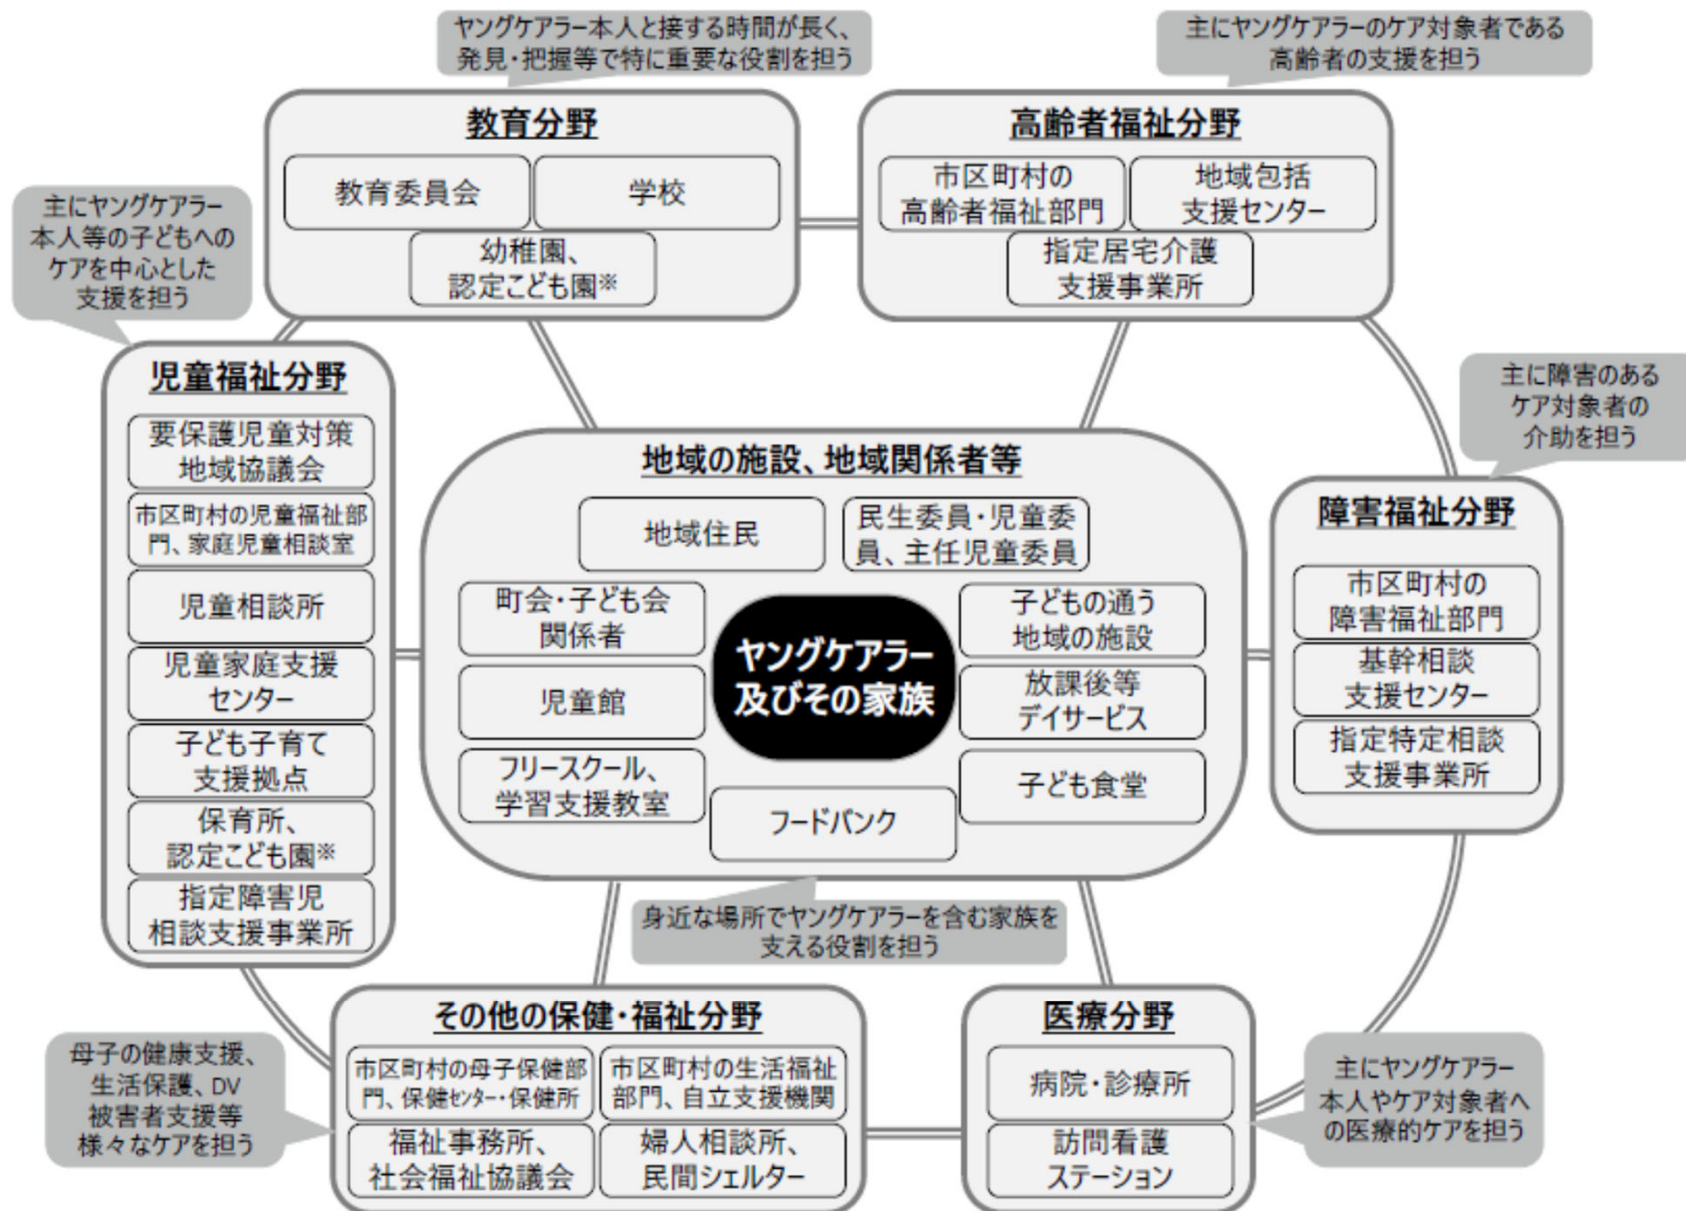 ヤングケアラー本人と接する時間が長く、
発見・把握等で特に重要な役割を担う
主にヤングケアラーのケア対象者である
高齢者の支援を担う
教育分野
教育委員会
学校
幼稚園、
認定こども園※
高齢者福祉分野
市区町村の
高齢者福祉部門
地域包括
支援センター
指定居宅介護
支援事業所
主にヤングケアラー
本人等の子どもへの
ケアを中心とした
支援を担う
児童福祉分野
要保護児童対策
地域協議会
市区町村の児童福祉部
門、家庭児童相談室
児童相談所
児童家庭支援
センター
子ども子育て
支援拠点
保育所、
認定こども園※
指定障害児
相談支援事業所
地域の施設、地域関係者等
地域住民
民生委員・児童委
員、主任児童委員
町会・子ども会
関係者
児童館
フリースクール、
学習支援教室
ヤングケアラー
及びその家族
子どもの通う
地域の施設
放課後等
デイサービス
子ども食堂
フードバンク
身近な場所でヤングケアラーを含む家族を
支える役割を担う
主に障害のある
ケア対象者の
介助を担う
障害福祉分野
市区町村の
障害福祉部門
基幹相談
支援センター
指定特定相談
支援事業所
母子の健康支援、
生活保護、DV
被害者支援等
様々なケアを担う
その他の保健・福祉分野
市区町村の母子保健部
門、保健センター・保健所
市区町村の生活福祉
部門、自立支援機関
福祉事務所、
社会福祉協議会
婦人相談所、
民間シェルター
医療分野
病院・診療所
訪問看護
ステーション
主にヤングケアラー
本人やケア対象者へ
の医療的ケアを担う